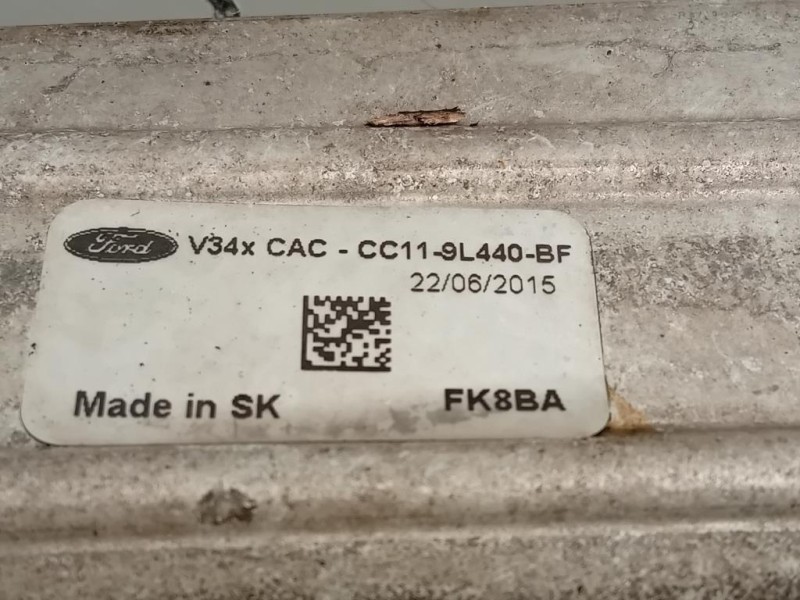 Ford V34x CAC - CC11-9L440-BF
22/06/2015
Made in SK FK8BA